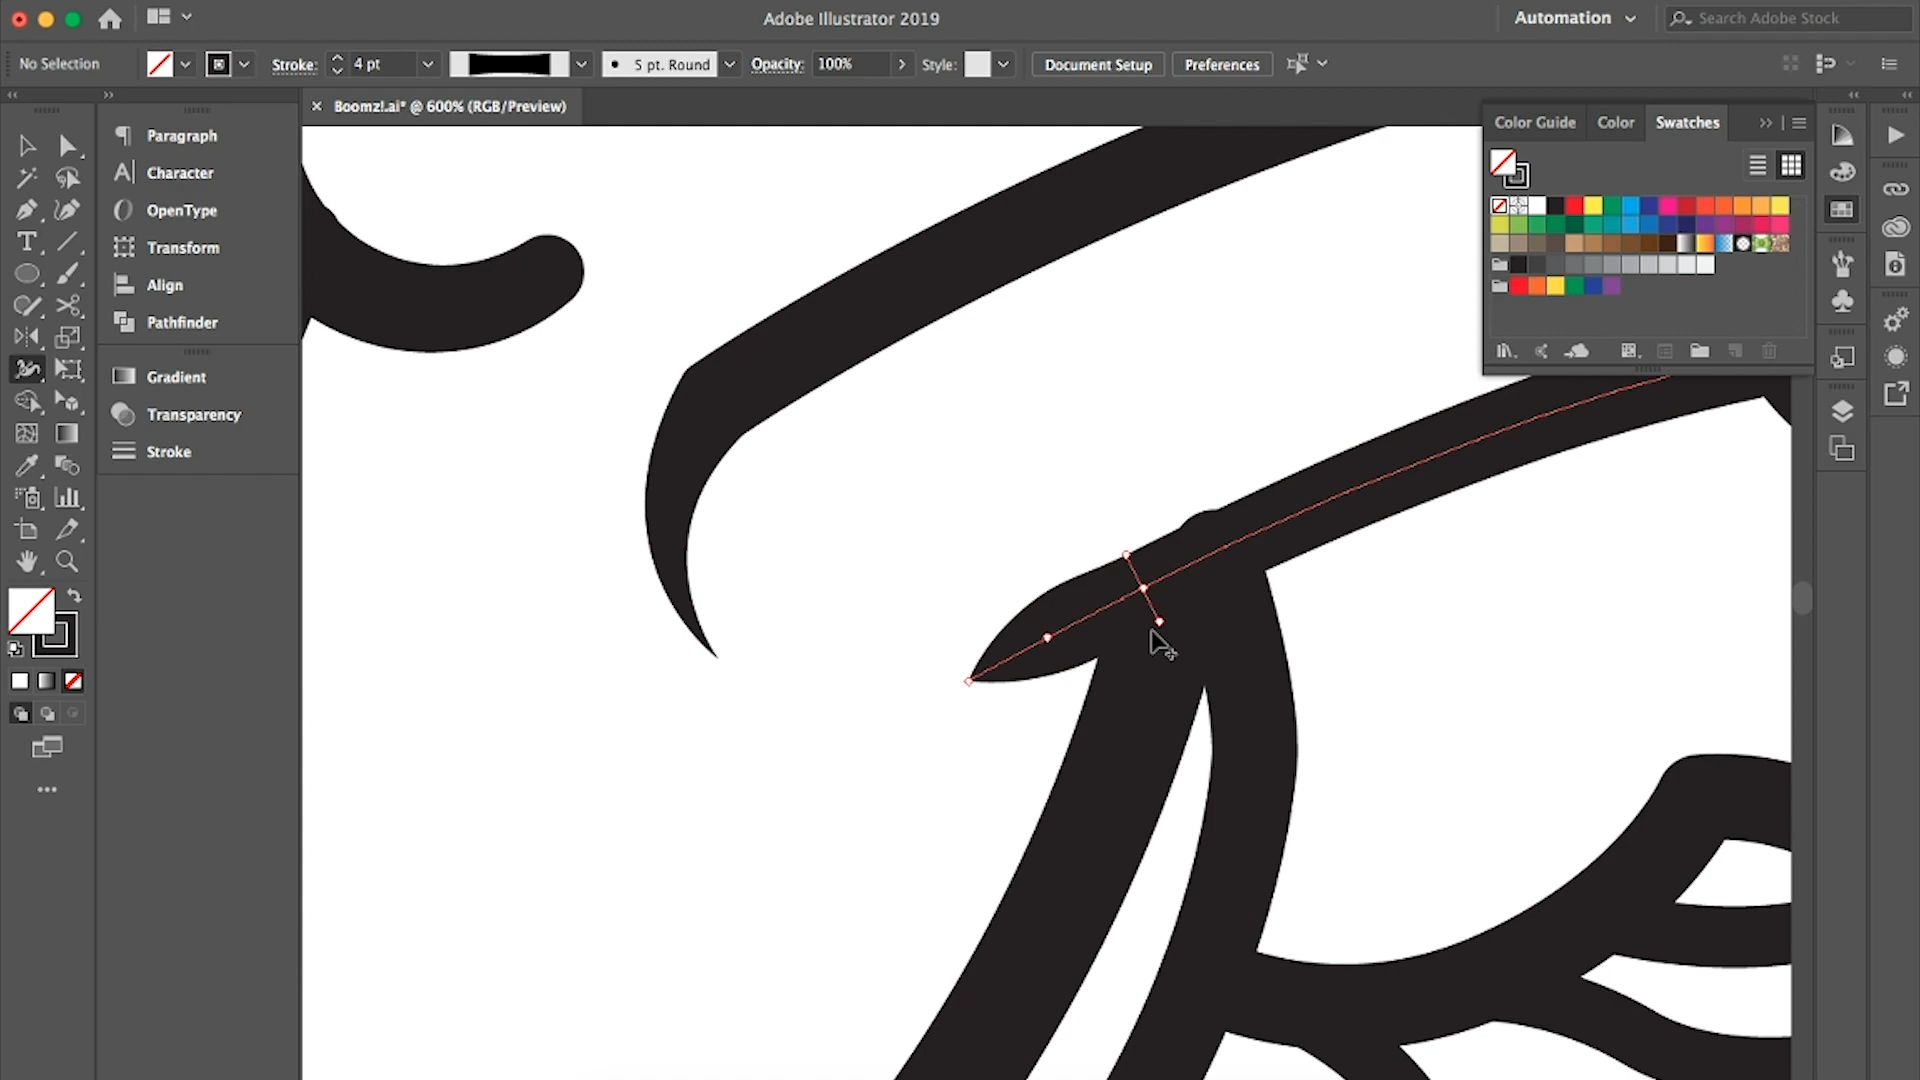 Adobe Illustrator 2019
Automation
Search Adobe Stock
No Selection
Stroke:
4 pt
5 pt. Round
Opacity:
100%
Style:
Document Setup
Preferences
Boomz!.ai* @ 600% (RGB/Preview)
Paragraph
Character
OpenType
Transform
Align
Pathfinder
Gradient
Transparency
Stroke
Color Guide
Color
Swatches